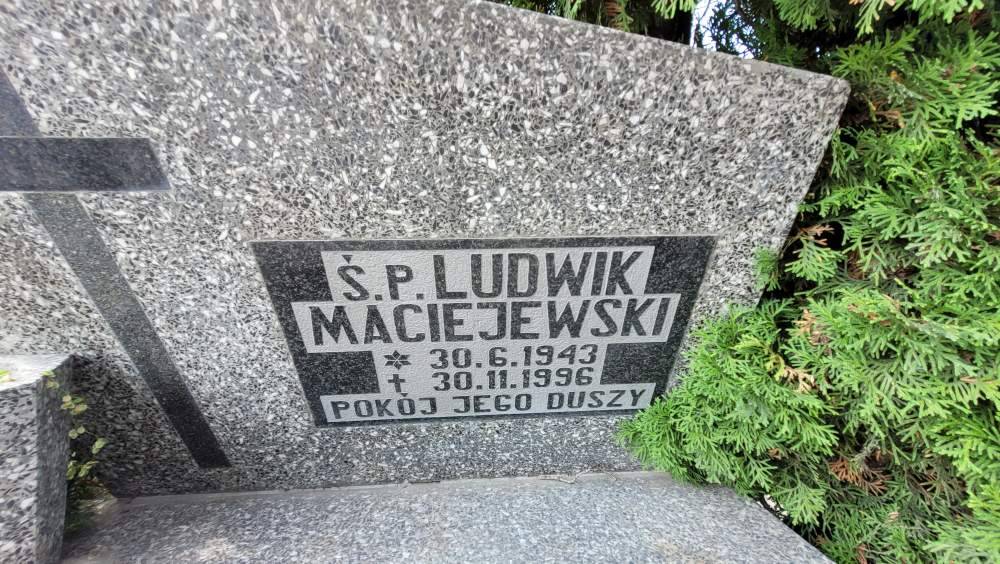 Ś.P. LUDWIK
MACIEJEWSKI
* 30.6.1943
† 30.11.1996
POKÓJ JEGO DUSZY